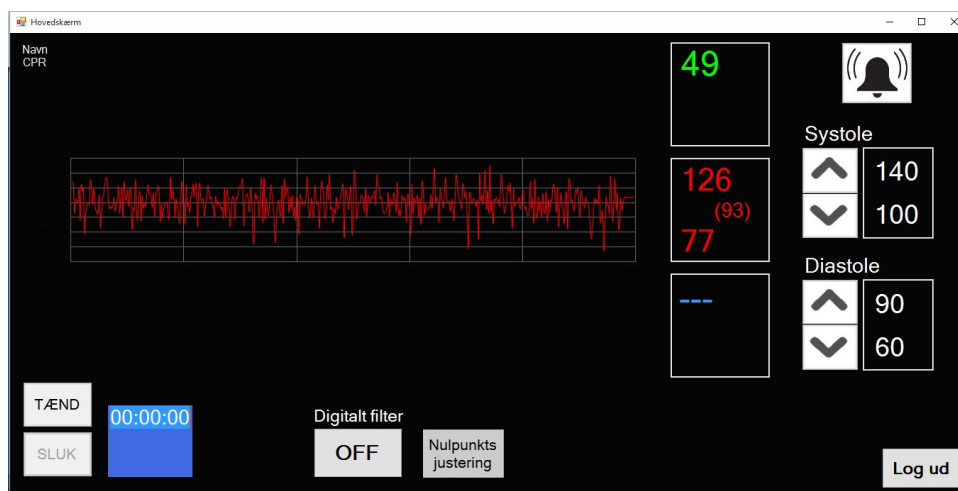 Hovedskærm
Navn
CPR
49
126
(93)
77
---
Systole
140
100
Diastole
90
60
TÆND
SLUK
00:00:00
Digitalt filter
OFF
Nulpunkts
justering
Log ud